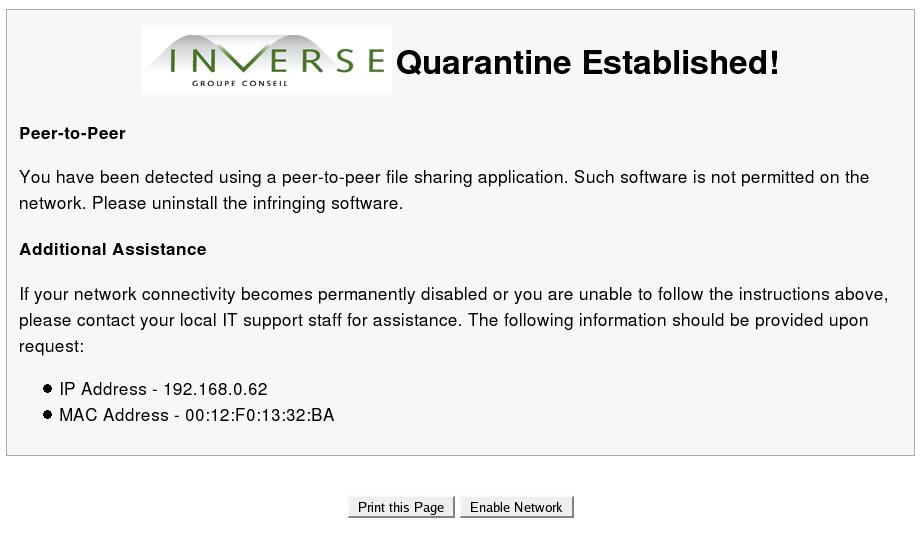 INVERSE
GROUPE CONSEIL
Quarantine Established!
Peer-to-Peer
You have been detected using a peer-to-peer file sharing application. Such software is not permitted on the
network. Please uninstall the infringing software.
Additional Assistance
If your network connectivity becomes permanently disabled or you are unable to follow the instructions above,
please contact your local IT support staff for assistance. The following information should be provided upon
request:
IP Address - 192.168.0.62
MAC Address - 00:12:F0:13:32:BA
Print this Page Enable Network